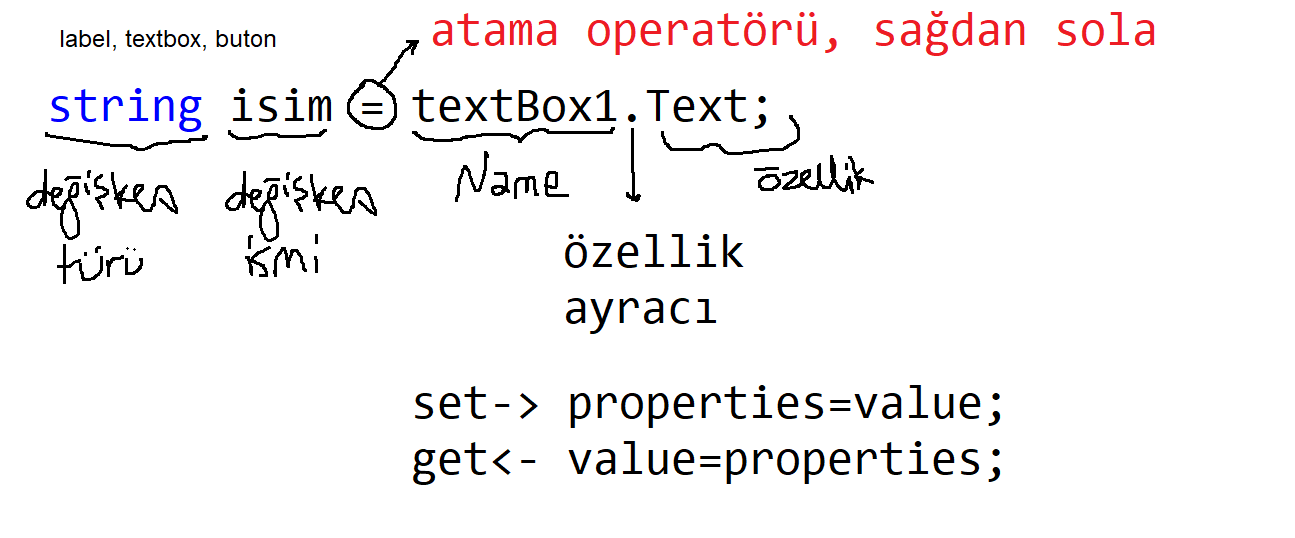 label, textbox, buton
atama operatörü, sağdan sola
string isim = textBox1.Text;
değişken
türü
değişken
ismi
Name
özellik
özellik
ayracı
set-> properties=value;
get<- value=properties;